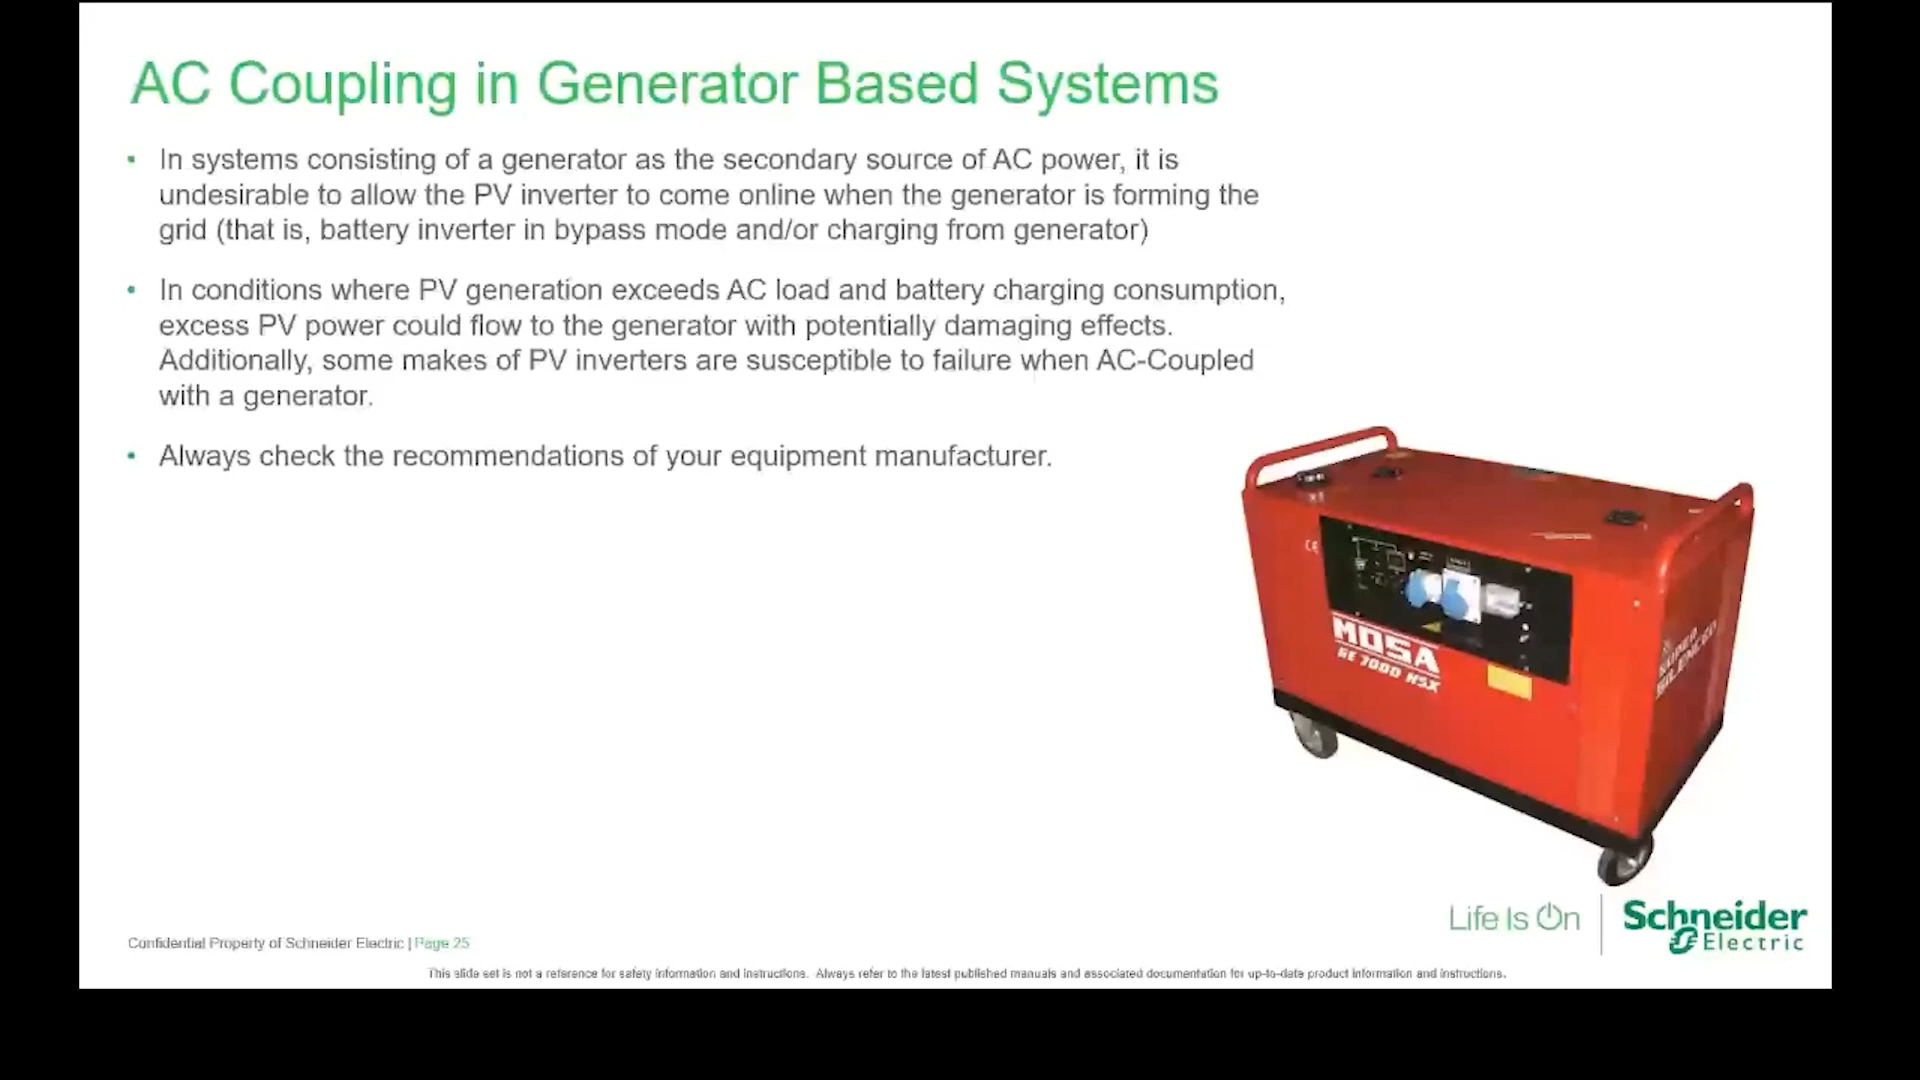 AC Coupling in Generator Based Systems
• In systems consisting of a generator as the secondary source of AC power, it is
undesirable to allow the PV inverter to come online when the generator is forming the
grid (that is, battery inverter in bypass mode and/or charging from generator)
• In conditions where PV generation exceeds AC load and battery charging consumption,
excess PV power could flow to the generator with potentially damaging effects.
Additionally, some makes of PV inverters are susceptible to failure when AC-Coupled
with a generator.
• Always check the recommendations of your equipment manufacturer.
CE
MOSA
GE 7000 HSX
SUPER
SILENCED
Life Is On
Schneider
Electric
Confidential Property of Schneider Electric | Page 25
This slide set is not a reference for safety information and instructions. Always refer to the latest published manuals and associated documentation for up-to-date product information and instructions.